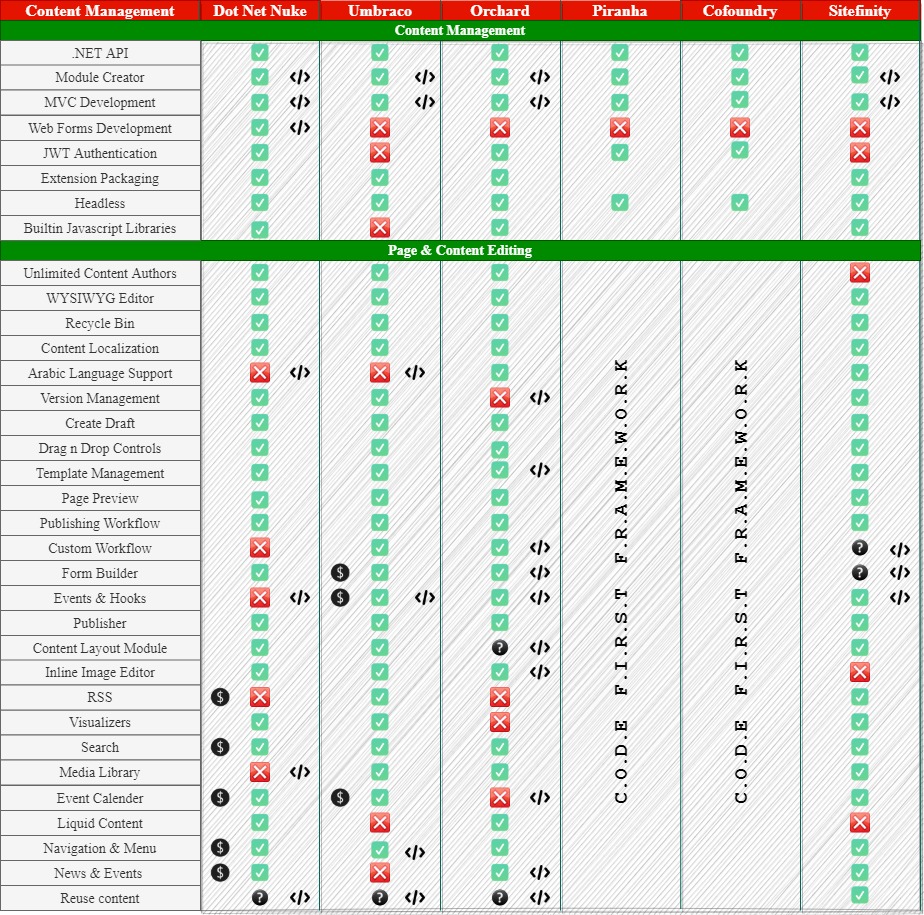 Content Management Dot Net Nuke Umbraco Orchard Piranha Cofoundry Sitefinity
Content Management
.NET API
Module Creator </> </> </> </>
MVC Development </> </> </> </>
Web Forms Development </>
JWT Authentication
Extension Packaging
Headless
Builtin Javascript Libraries
Page & Content Editing
Unlimited Content Authors
WYSIWYG Editor
Recycle Bin
Content Localization
Arabic Language Support </> </>
Version Management </>
Create Draft
Drag n Drop Controls
Template Management </>
Page Preview
Publishing Workflow
Custom Workflow </> ? </>
Form Builder $ </> ? </>
Events & Hooks </> $ </> </> </>
Publisher
Content Layout Module ? </>
Inline Image Editor </>
RSS $
Visualizers
Search $
Media Library </>
Event Calender $ $ </>
Liquid Content
Navigation & Menu $ </>
News & Events $ </>
Reuse content ? </> ? </> ? </>
C.O.D.E F.I.R.S.T F.R.A.M.E.W.O.R.K
C.O.D.E F.I.R.S.T F.R.A.M.E.W.O.R.K